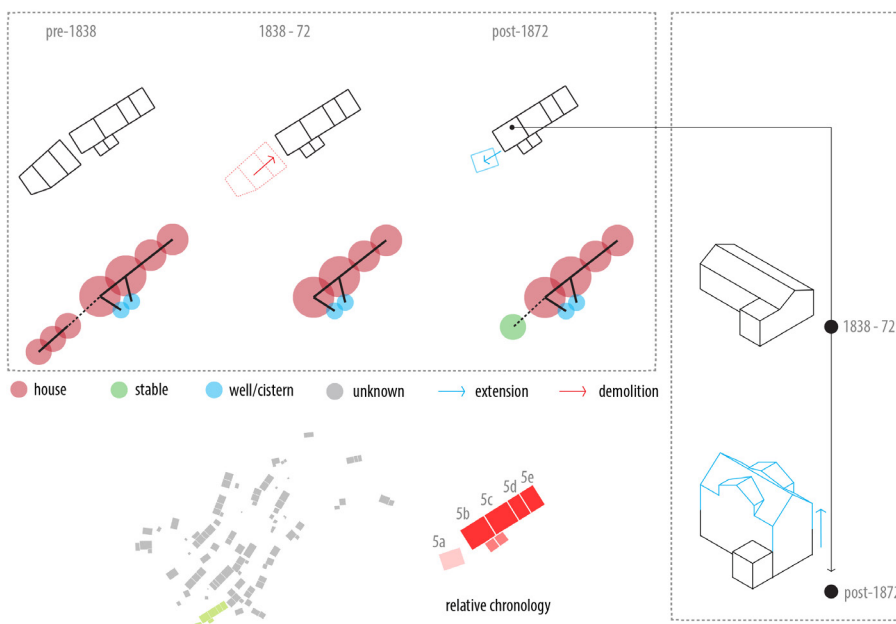 pre-1838
1838 - 72
post-1872
1838 - 72
house
stable
well/cistern
unknown
extension
demolition
5e
5d
5c
5b
5a
relative chronology
post-1872